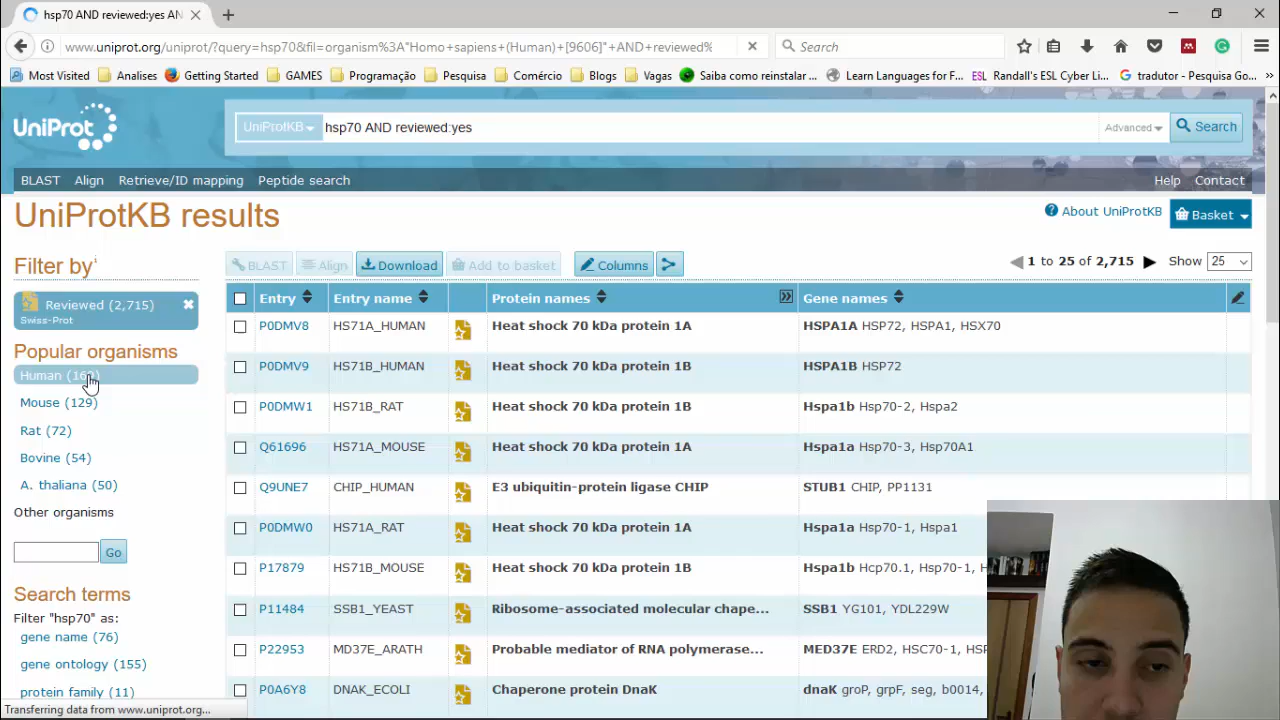 hsp70 AND reviewed:yes AN
www.uniprot.org/uniprot/?query=hsp70&fil=organism%3A"Homo+sapiens+(Human)+[9606]"+AND+reviewed%
Search
Most Visited Analises Getting Started GAMES Programação Pesquisa Comércio Blogs Vagas Saiba como reinstalar ... Learn Languages for F... ESL Randall's ESL Cyber Li... tradutor - Pesquisa Go...
UniProt
UniProtKB
hsp70 AND reviewed:yes
Advanced
Search
BLAST Align Retrieve/ID mapping Peptide search
Help Contact
UniProtKB results
About UniProtKB
Basket
Filter by
BLAST Align Download Add to basket Columns
1 to 25 of 2,715 Show 25
Reviewed (2,715)
Swiss-Prot
Popular organisms
Mouse (129)
Rat (72)
Bovine (54)
A. thaliana (50)
Other organisms
Go
Search terms
Filter "hsp70" as:
gene name (76)
gene ontology (155)
protein family (11)
Entry Entry name Protein names Gene names
P0DMV8 HS71A_HUMAN Heat shock 70 kDa protein 1A HSPA1A HSP72, HSPA1, HSX70
P0DMV9 HS71B_HUMAN Heat shock 70 kDa protein 1B HSPA1B HSP72
P0DMW1 HS71B_RAT Heat shock 70 kDa protein 1B Hspa1b Hsp70-2, Hspa2
Q61696 HS71A_MOUSE Heat shock 70 kDa protein 1A Hspa1a Hsp70-3, Hsp70A1
Q9UNE7 CHIP_HUMAN E3 ubiquitin-protein ligase CHIP STUB1 CHIP, PP1131
P0DMW0 HS71A_RAT Heat shock 70 kDa protein 1A Hspa1a Hsp70-1, Hspa1
P17879 HS71B_MOUSE Heat shock 70 kDa protein 1B Hspa1b Hcp70.1, Hsp70-1, H
P11484 SSB1_YEAST Ribosome-associated molecular chape... SSB1 YG101, YDL229W
P22953 MD37E_ARATH Probable mediator of RNA polymerase... MED37E ERD2, HSC70-1, HSP
P0A6Y8 DNAK_ECOLI Chaperone protein DnaK dnaK groP, grpF, seg, b0014,
Human
Transferring data from www.uniprot.org...